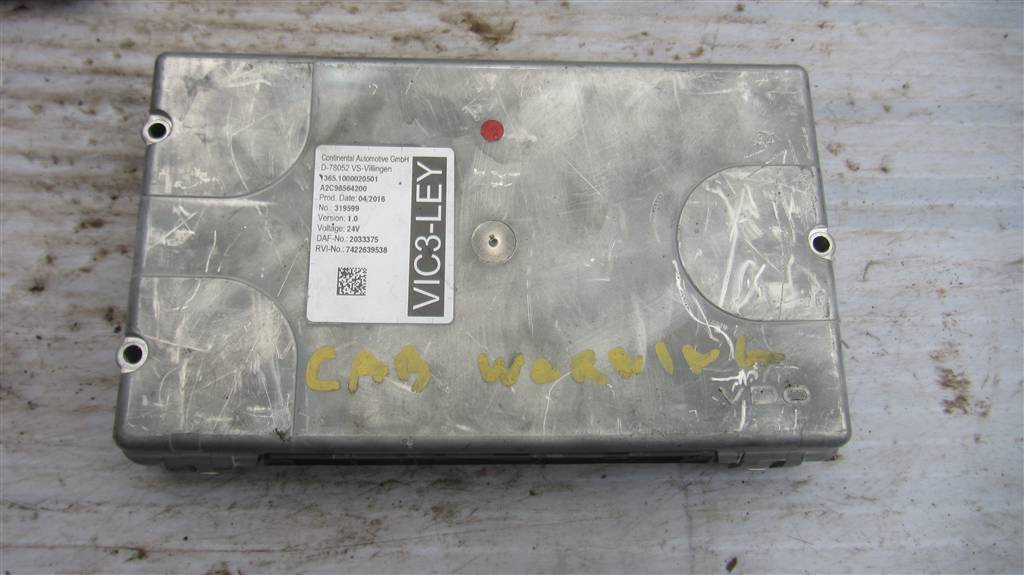 Continental Automotive GmbH
D-78052 VS-Villingen
1365.1000020501
A2C98564200
Prod. Date: 04/2016
No.: 319599
Version: 1.0
Voltage: 24V
DAF-No.: 2033375
RVI-No.: 7422639538
VIC3-LEY
CAB WORKING
VDO